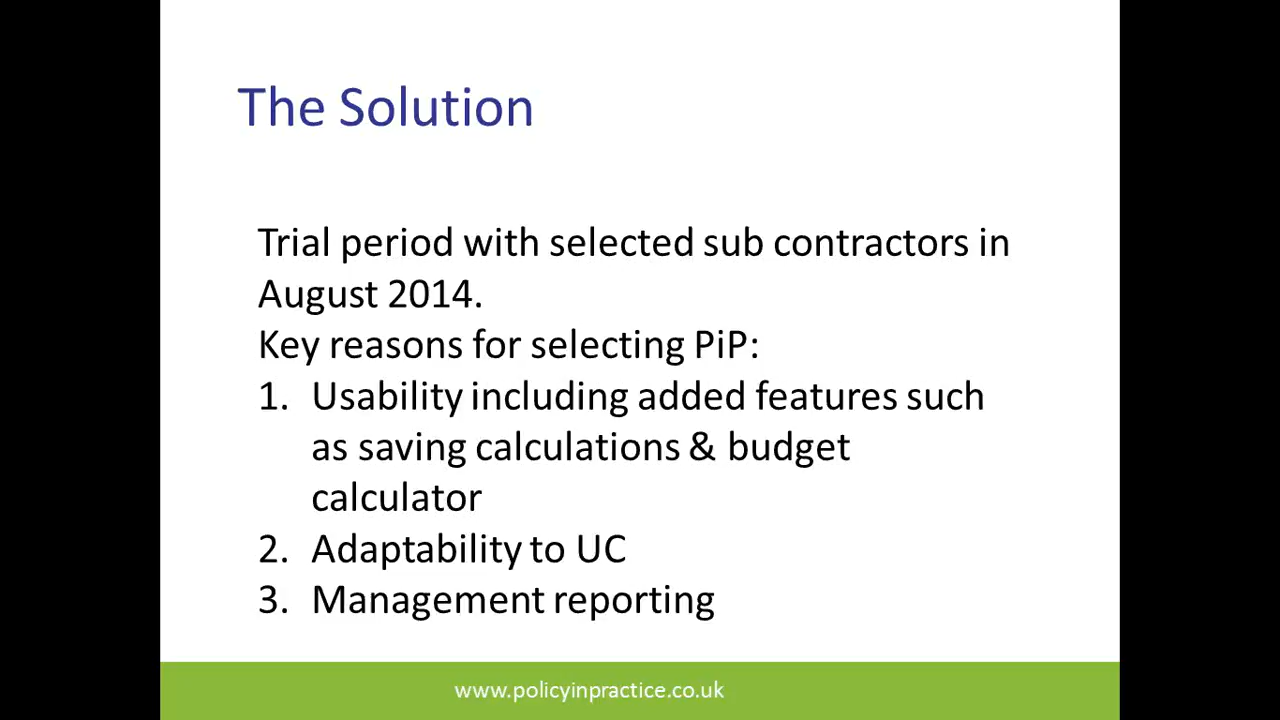 The Solution
Trial period with selected sub contractors in
August 2014.
Key reasons for selecting PiP:
1. Usability including added features such
as saving calculations & budget
calculator
2. Adaptability to UC
3. Management reporting
www.policyinpractice.co.uk